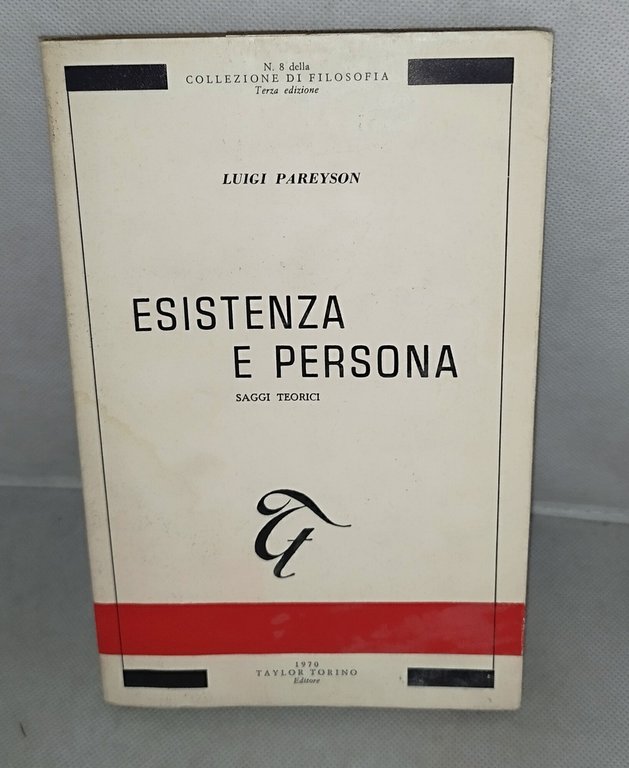 N. 8 della
COLLEZIONE DI FILOSOFIA
Terza edizione
LUIGI PAREYSON
ESISTENZA
E PERSONA
SAGGI TEORICI
1970
TAYLOR TORINO
Editore